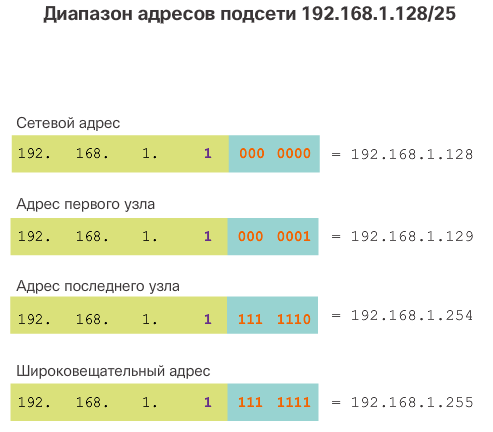 Диапазон адресов подсети 192.168.1.128/25
Сетевой адрес
192. 168. 1. 1 000 0000 = 192.168.1.128
Адрес первого узла
192. 168. 1. 1 000 0001 = 192.168.1.129
Адрес последнего узла
192. 168. 1. 1 111 1110 = 192.168.1.254
Широковещательный адрес
192. 168. 1. 1 111 1111 = 192.168.1.255